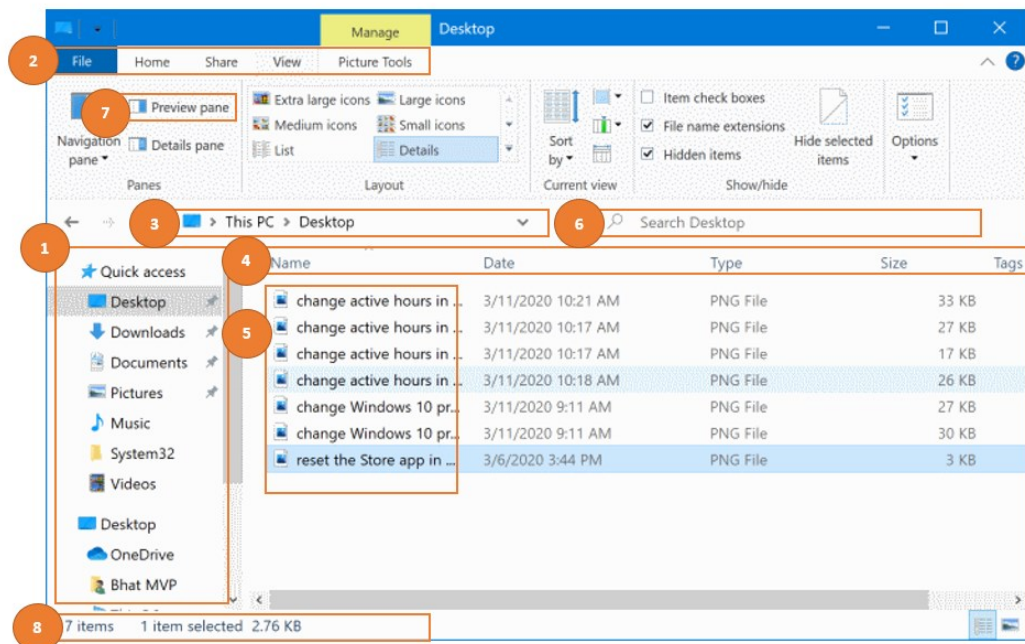 Manage Desktop
2 File Home Share View Picture Tools
7 Preview pane
Navigation pane
Details pane
Panes
Extra large icons Large icons
Medium icons Small icons
List Details
Layout
Sort by
Current view
Item check boxes
File name extensions
Hidden items
Hide selected items
Show/hide
Options
3 This PC > Desktop
6 Search Desktop
1
Quick access
Desktop
Downloads
Documents
Pictures
Music
System32
Videos
Desktop
OneDrive
Bhat MVP
4 Name Date Type Size Tags
5
change active hours in ... 3/11/2020 10:21 AM PNG File 33 KB
change active hours in ... 3/11/2020 10:17 AM PNG File 27 KB
change active hours in ... 3/11/2020 10:17 AM PNG File 17 KB
change active hours in ... 3/11/2020 10:18 AM PNG File 26 KB
change Windows 10 pr... 3/11/2020 9:11 AM PNG File 27 KB
change Windows 10 pr... 3/11/2020 9:11 AM PNG File 30 KB
reset the Store app in ... 3/6/2020 3:44 PM PNG File 3 KB
8 7 items 1 item selected 2.76 KB